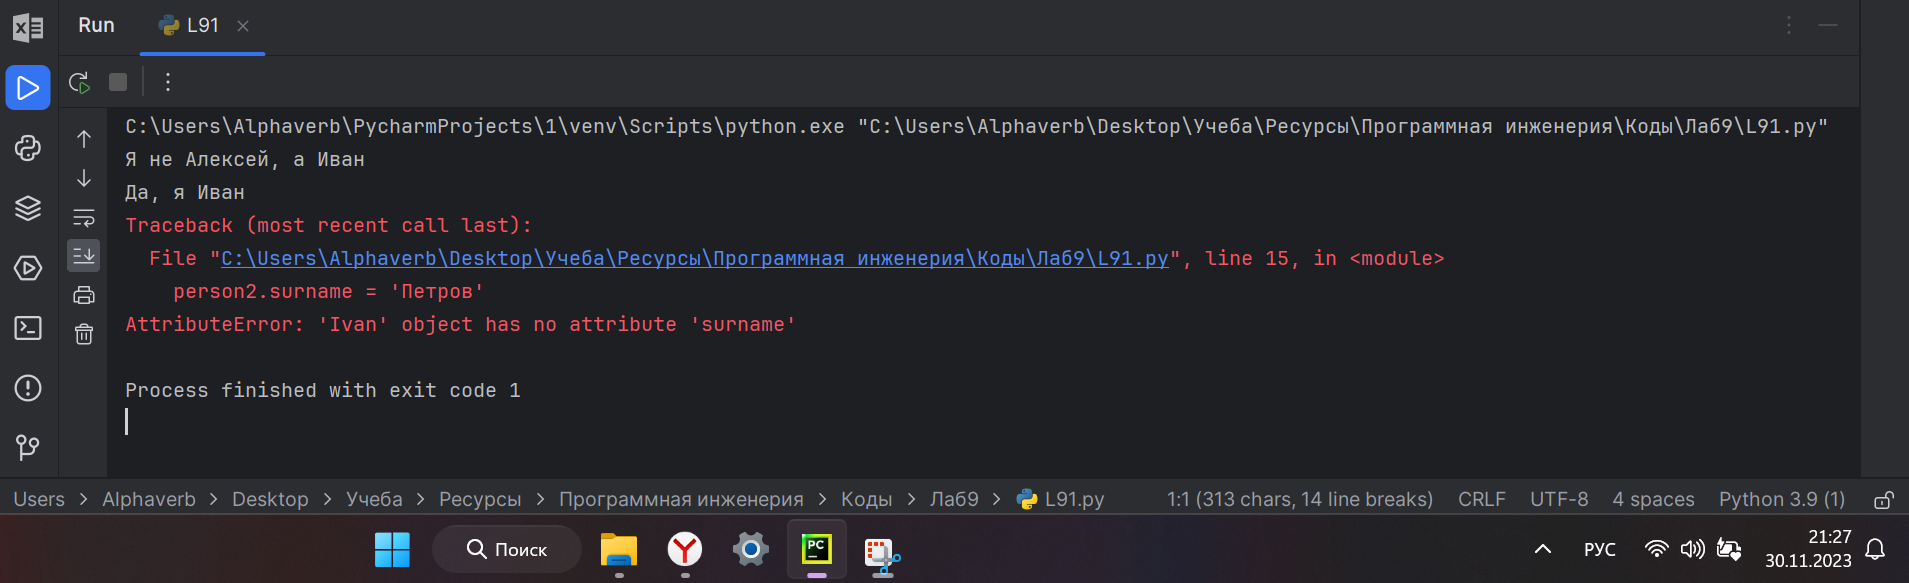 Run L91
C:\Users\Alphaverb\PycharmProjects\1\venv\Scripts\python.exe "C:\Users\Alphaverb\Desktop\Учеба\Ресурсы\Программная инженерия\Коды\Лаб9\L91.py"
Я не Алексей, а Иван
Да, я Иван
Traceback (most recent call last):
  File "C:\Users\Alphaverb\Desktop\Учеба\Ресурсы\Программная инженерия\Коды\Лаб9\L91.py", line 15, in <module>
    person2.surname = 'Петров'
AttributeError: 'Ivan' object has no attribute 'surname'
Process finished with exit code 1
Users > Alphaverb > Desktop > Учеба > Ресурсы > Программная инженерия > Коды > Лаб9 > L91.py 1:1 (313 chars, 14 line breaks) CRLF UTF-8 4 spaces Python 3.9 (1)
Поиск PC РУС 21:27
30.11.2023